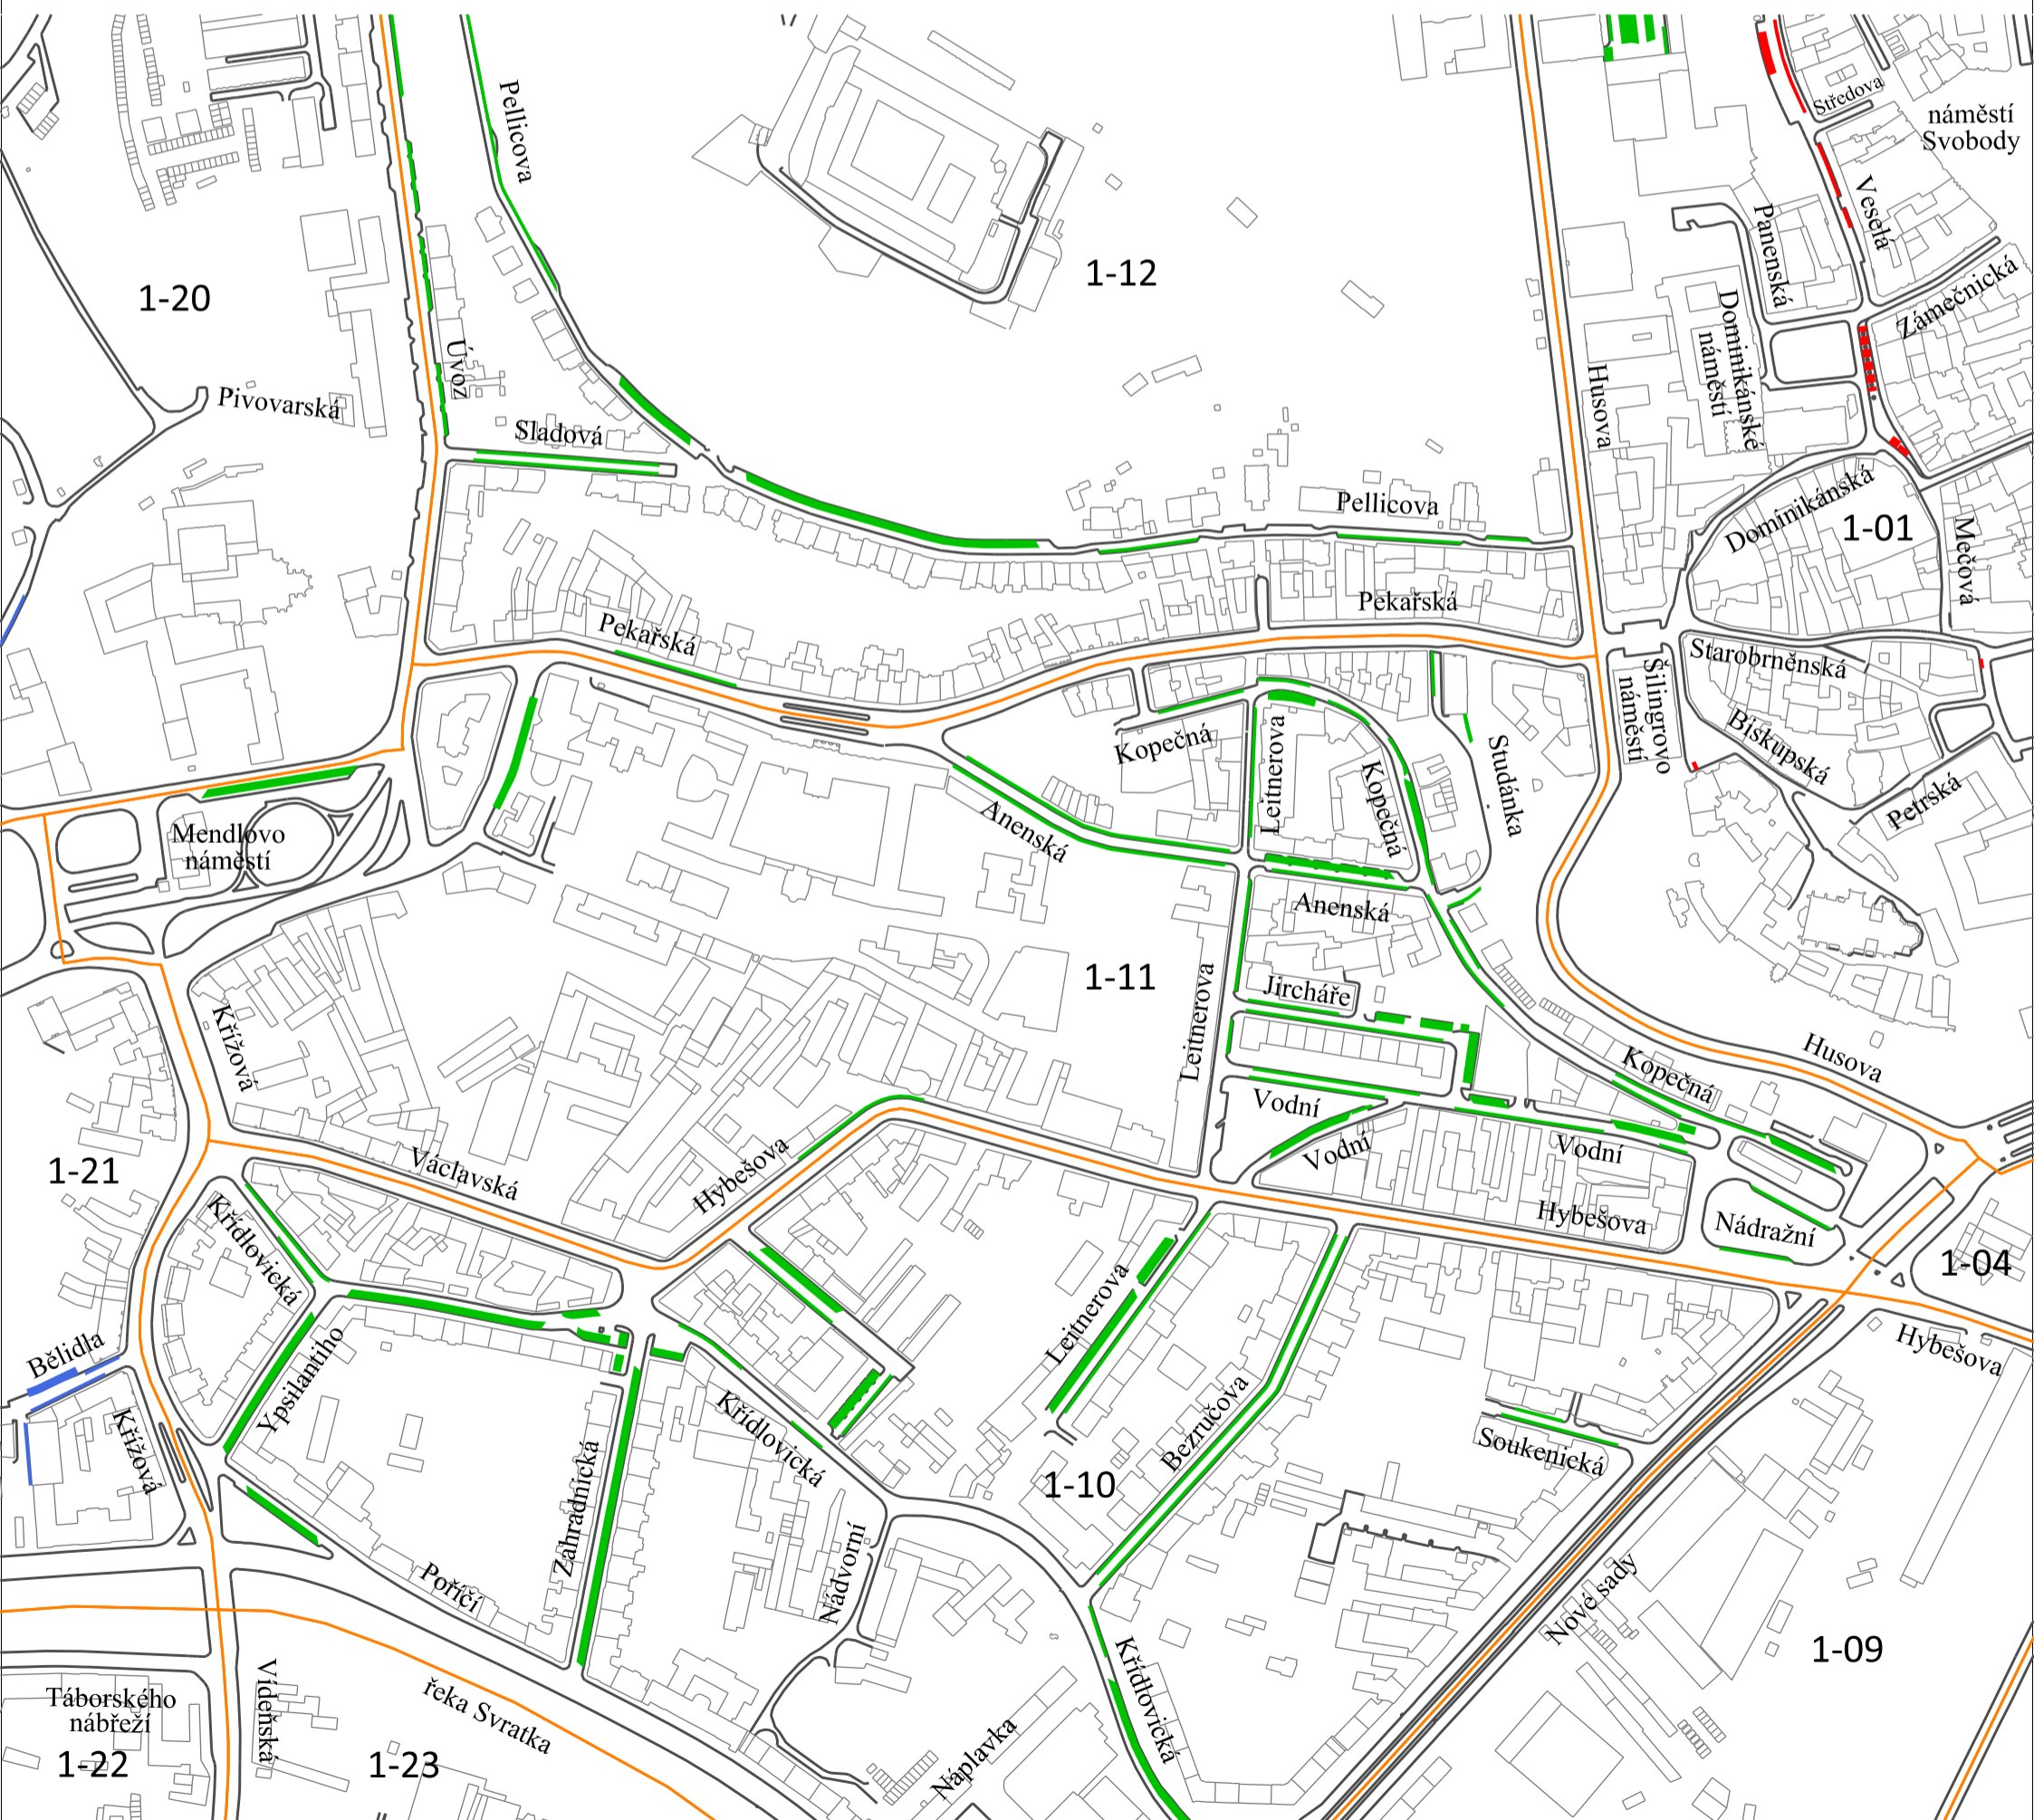 Pellicova
Středova
náměstí
Svobody
Veselá
Panenská
1-12
1-20
Zámečnická
Dominikánské
náměstí
Úvoz
Husova
Pivovarská
Sladová
Pellicova
Dominikánská
1-01
Mečová
Pekařská
Pekařská
Starobrněnská
Šilingrovo
náměstí
Biskupská
Kopečná
Leitnerova
Kopečná
Studánka
Petrská
Mendlovo
náměstí
Anenská
Anenská
1-11
Leitnerova
Jircháře
Křížová
Husova
Kopečná
Vodní
Vodní
Vodní
1-21
Václavská
Hybešova
Hybešova
Nádražní
Křídlovická
1-04
Leitnerova
Hybešova
Bělidla
Ypsilantiho
Křížová
Křídlovická
Bezručova
Soukenická
Zahradnická
1-10
Nádvorní
Poříčí
Nové sady
1-09
Křídlovická
Vídeňská
Táborského
nábřeží
řeka Svratka
1-22
1-23
Náplavka